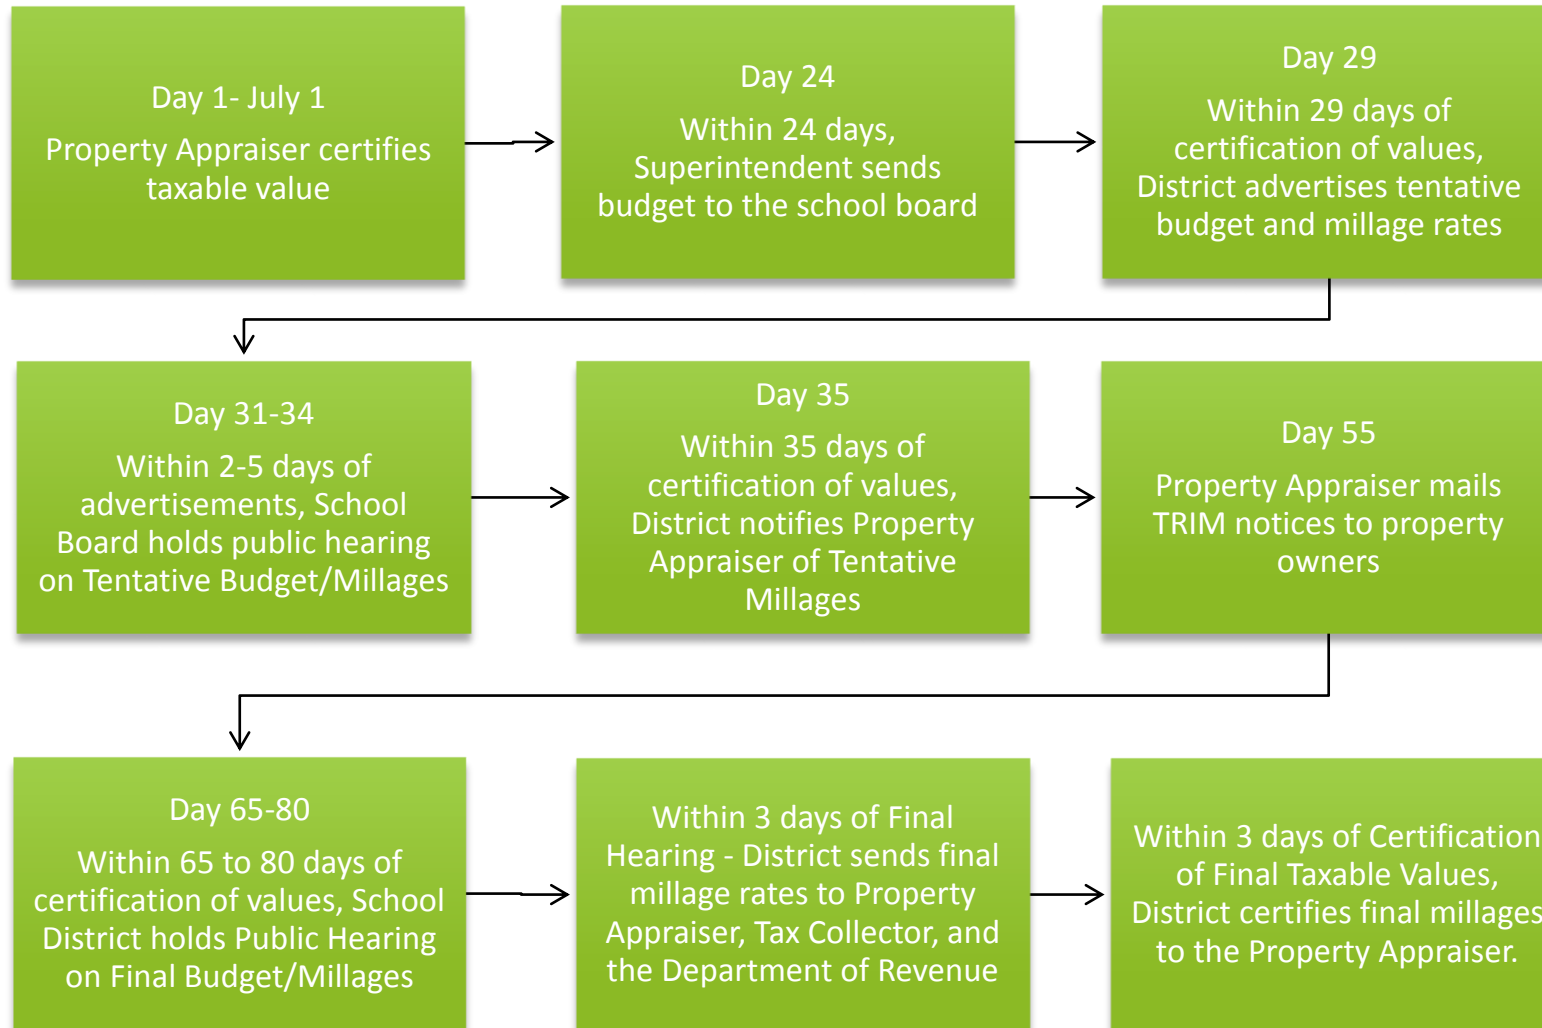 Day 1- July 1
Property Appraiser certifies
taxable value
Day 24
Within 24 days,
Superintendent sends
budget to the school board
Day 29
Within 29 days of
certification of values,
District advertises tentative
budget and millage rates
Day 31-34
Within 2-5 days of
advertisements, School
Board holds public hearing
on Tentative Budget/Millages
Day 35
Within 35 days of
certification of values,
District notifies Property
Appraiser of Tentative
Millages
Day 55
Property Appraiser mails
TRIM notices to property
owners
Day 65-80
Within 65 to 80 days of
certification of values, School
District holds Public Hearing
on Final Budget/Millages
Within 3 days of Final
Hearing - District sends final
millage rates to Property
Appraiser, Tax Collector, and
the Department of Revenue
Within 3 days of Certification
of Final Taxable Values,
District certifies final millages
to the Property Appraiser.